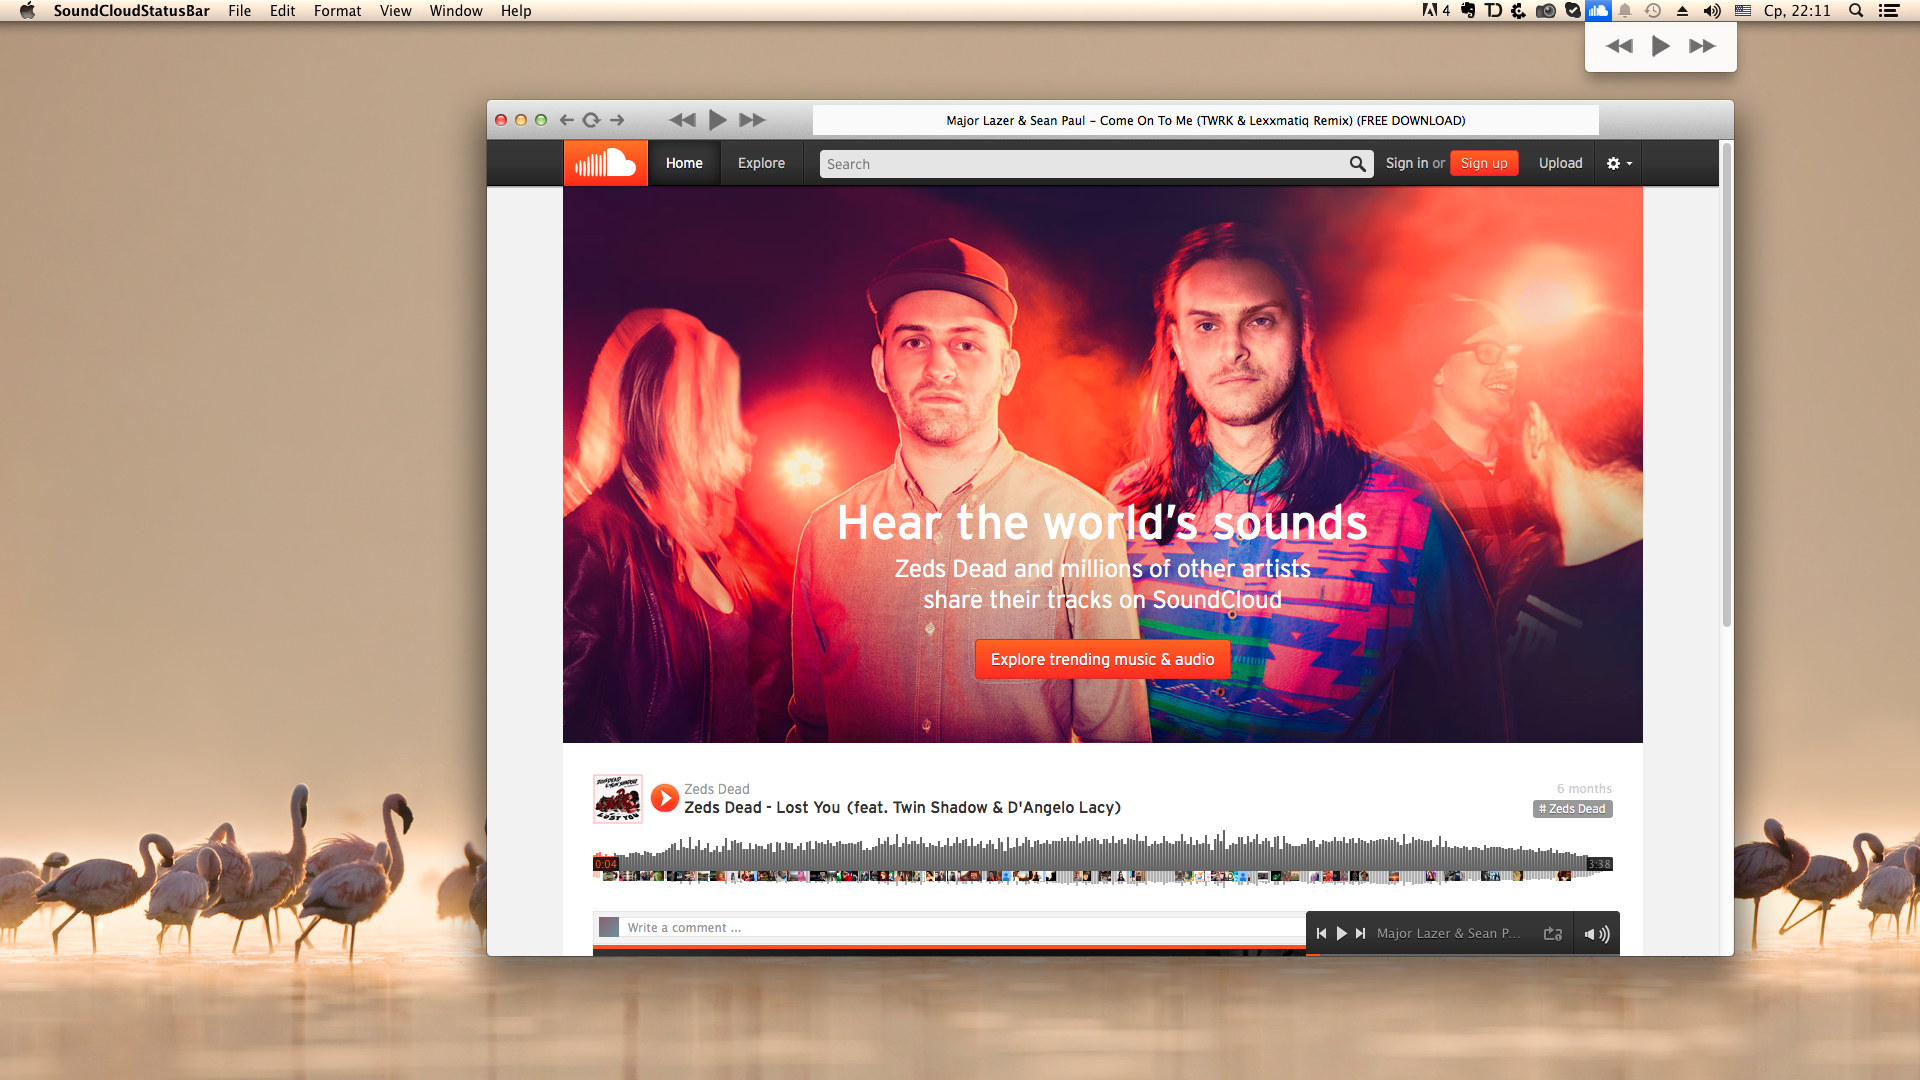 SoundCloudStatusBar File Edit Format View Window Help
4 Ср, 22:11
Major Lazer & Sean Paul – Come On To Me (TWRK & Lexxmatiq Remix) (FREE DOWNLOAD)
Home Explore Search Sign in or Sign up Upload
Hear the world's sounds
Zeds Dead and millions of other artists
share their tracks on SoundCloud
Explore trending music & audio
Zeds Dead 6 months
Zeds Dead - Lost You (feat. Twin Shadow & D'Angelo Lacy) # Zeds Dead
0:04 3:38
Write a comment ...
Major Lazer & Sean P...